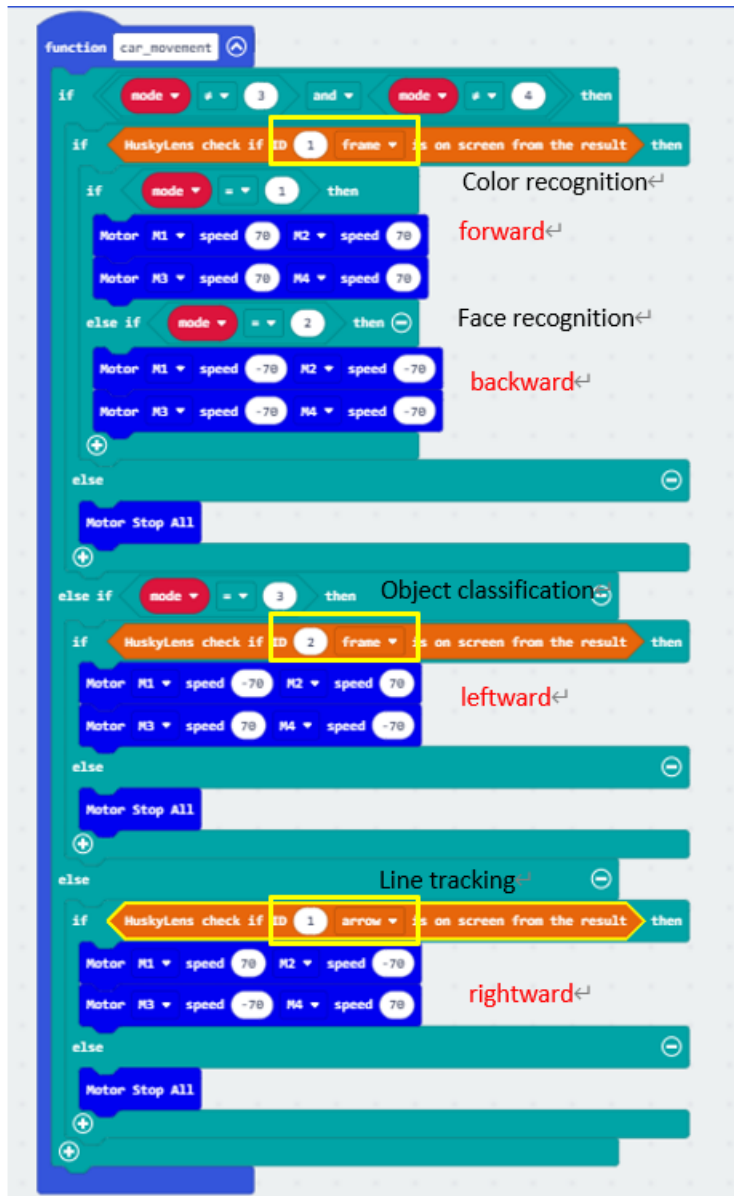 function car_movement
if mode ≠ 3 and mode ≠ 4 then
if HuskyLens check if ID 1 frame is on screen from the result then
if mode = 1 then Color recognition↵
Motor M1 speed 70 M2 speed 70 forward↵
Motor M3 speed 70 M4 speed 70
else if mode = 2 then Face recognition↵
Motor M1 speed -70 M2 speed -70 backward↵
Motor M3 speed -70 M4 speed -70
else
Motor Stop All
else if mode = 3 then Object classification↵
if HuskyLens check if ID 2 frame is on screen from the result then
Motor M1 speed -70 M2 speed 70 leftward↵
Motor M3 speed 70 M4 speed -70
else
Motor Stop All
else Line tracking↵
if HuskyLens check if ID 1 arrow is on screen from the result then
Motor M1 speed 70 M2 speed -70
Motor M3 speed -70 M4 speed 70 rightward↵
else
Motor Stop All